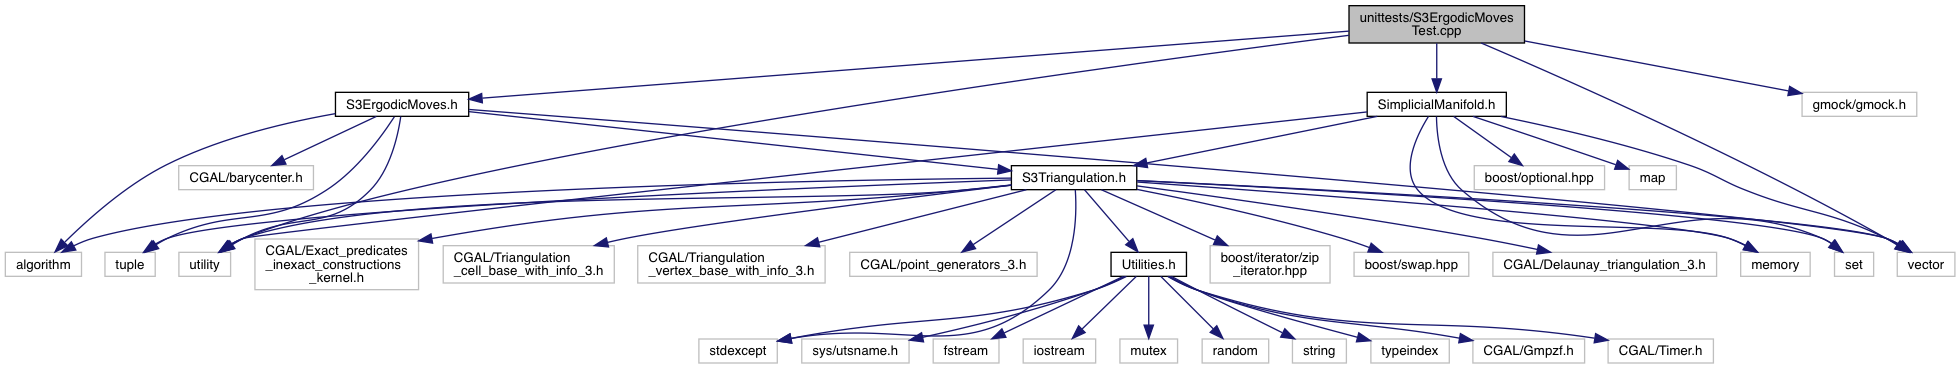 unittests/S3ErgodicMoves
Test.cpp
S3ErgodicMoves.h
SimplicialManifold.h
gmock/gmock.h
CGAL/barycenter.h
S3Triangulation.h
boost/optional.hpp
map
algorithm
tuple
utility
CGAL/Exact_predicates
_inexact_constructions
_kernel.h
CGAL/Triangulation
_cell_base_with_info_3.h
CGAL/Triangulation
_vertex_base_with_info_3.h
CGAL/point_generators_3.h
Utilities.h
boost/iterator/zip
_iterator.hpp
boost/swap.hpp
CGAL/Delaunay_triangulation_3.h
memory
set
vector
stdexcept
sys/utsname.h
fstream
iostream
mutex
random
string
typeindex
CGAL/Gmpzf.h
CGAL/Timer.h